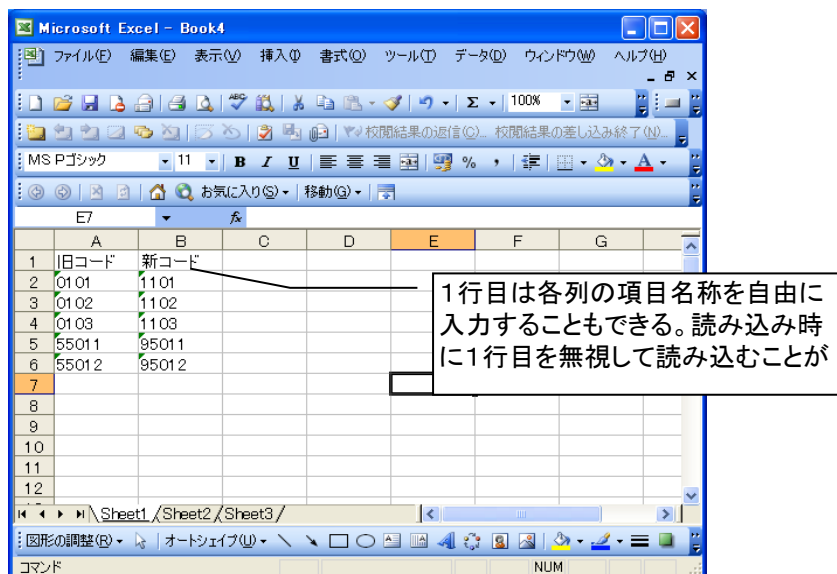 Microsoft Excel - Book4
ファイル(F) 編集(E) 表示(V) 挿入(I) 書式(O) ツール(T) データ(D) ウィンドウ(W) ヘルプ(H)
100%
校閲結果の返信(C)... 校閲結果の差し込み終了(N)...
MS Pゴシック 11 B I U % ,
お気に入り(S) 移動(G)
E7 fx
A B C D E F G
1 旧コード 新コード
2 0101 1101
3 0102 1102
4 0103 1103
5 55011 95011
6 55012 95012
7
8
9
10
11
12
1行目は各列の項目名称を自由に
入力することもできる。読み込み時
に1行目を無視して読み込むことが
Sheet1 Sheet2 Sheet3
図形の調整(R) オートシェイプ(U)
コマンド NUM